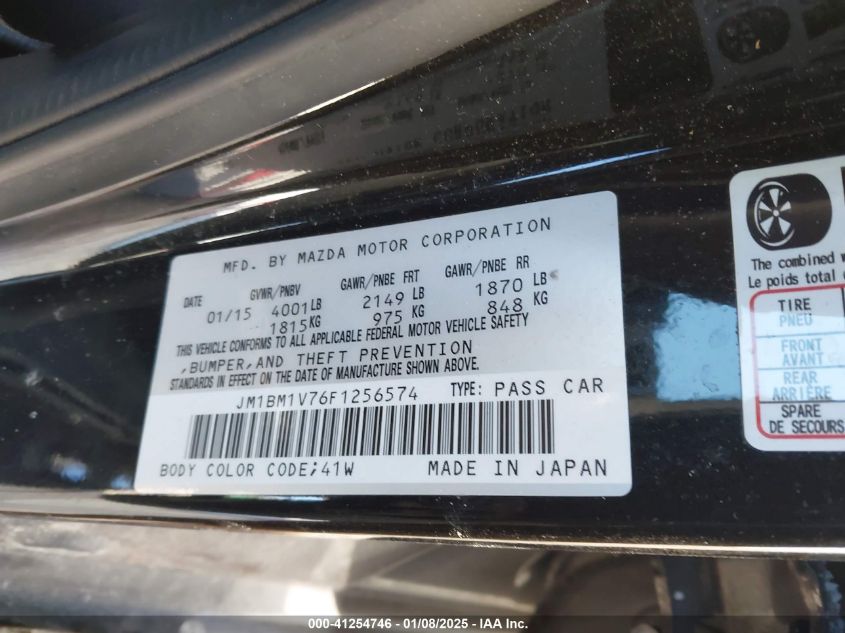 MFD. BY MAZDA MOTOR CORPORATION
DATE GVWR/PNBV GAWR/PNBE FRT GAWR/PNBE RR
01/15 4001LB 2149 LB 1870 LB
1815KG 975 KG 848 KG
THIS VEHICLE CONFORMS TO ALL APPLICABLE FEDERAL MOTOR VEHICLE SAFETY
,BUMPER,AND THEFT PREVENTION
STANDARDS IN EFFECT ON THE DATE OF MANUFACTURE SHOWN ABOVE.
JM1BM1V76F1256574 TYPE: PASS CAR
BODY COLOR CODE;41W MADE IN JAPAN
The combined
Le poids total
TIRE
PNEU
FRONT
AVANT
REAR
ARRIÈRE
SPARE
DE SECOURS
000-41254746 - 01/08/2025 - IAA Inc.